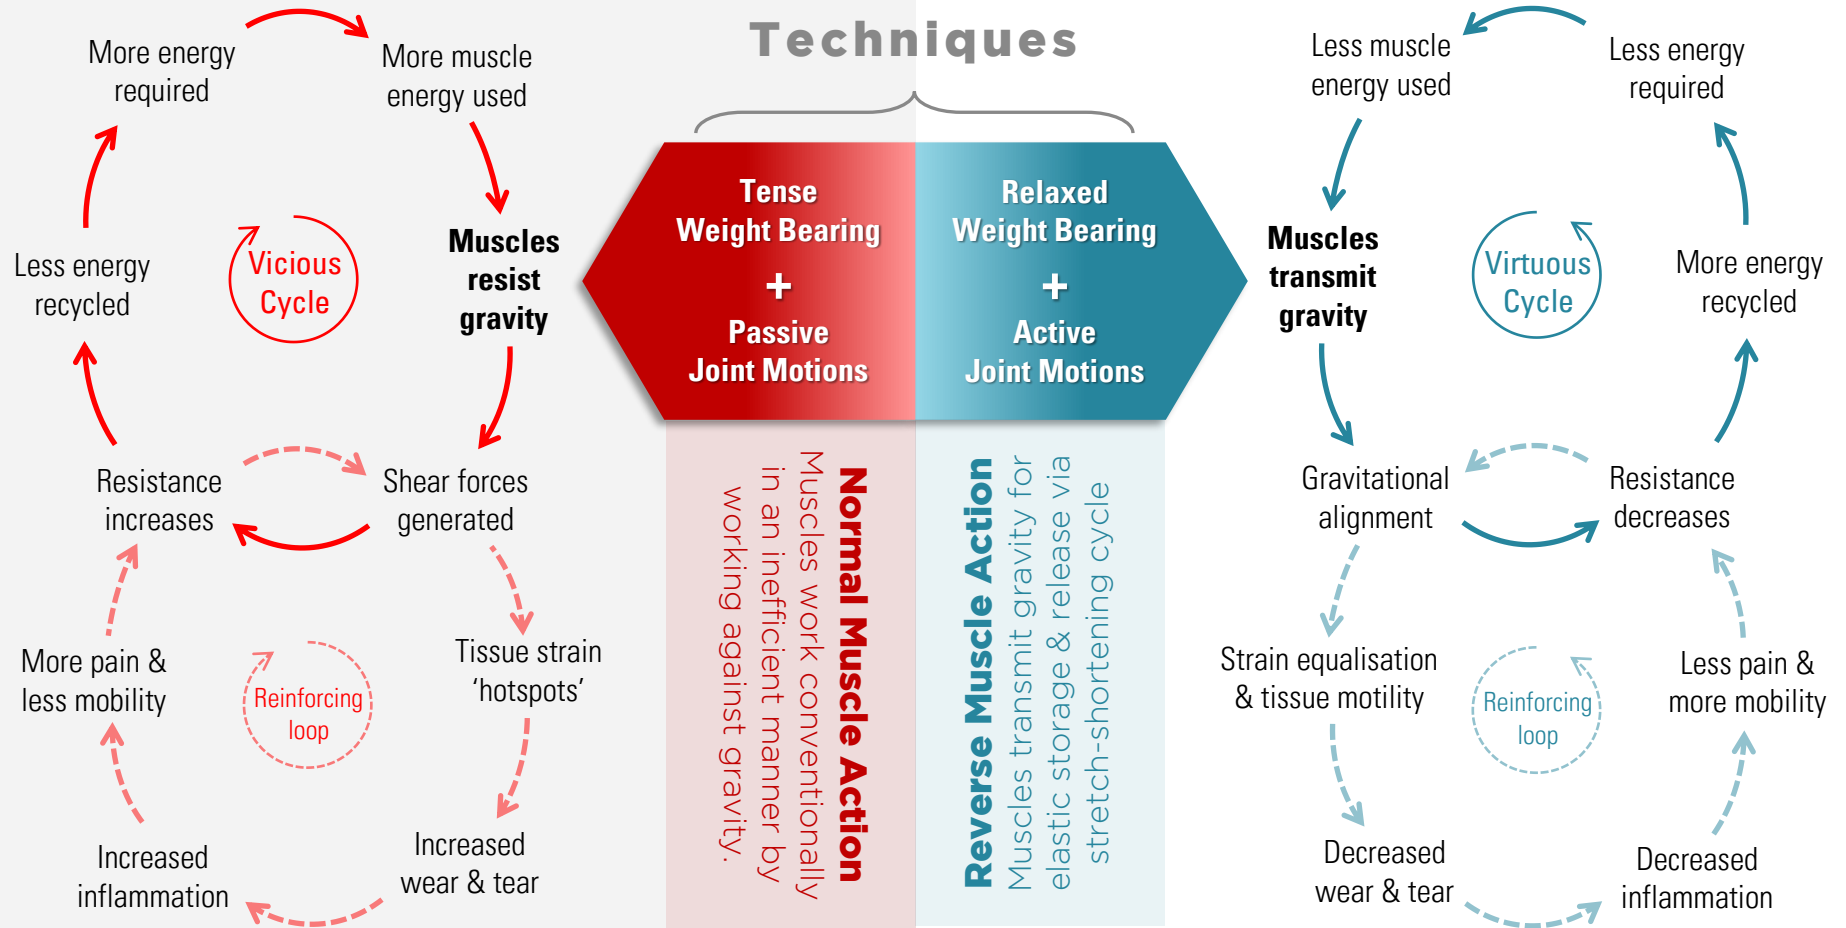 Techniques
More energy
required
More muscle
energy used
Muscles
resist
gravity
Shear forces
generated
Resistance
increases
Less energy
recycled
Vicious
Cycle
Tissue strain
'hotspots'
Increased
wear & tear
Increased
inflammation
More pain &
less mobility
Reinforcing
loop
Tense
Weight Bearing
+
Passive
Joint Motions
Relaxed
Weight Bearing
+
Active
Joint Motions
Normal Muscle Action
Muscles work conventionally
in an inefficient manner by
working against gravity.
Reverse Muscle Action
Muscles transmit gravity for
elastic storage & release via
stretch-shortening cycle
Less muscle
energy used
Less energy
required
Muscles
transmit
gravity
Virtuous
Cycle
More energy
recycled
Gravitational
alignment
Resistance
decreases
Strain equalisation
& tissue motility
Reinforcing
loop
Less pain &
more mobility
Decreased
wear & tear
Decreased
inflammation